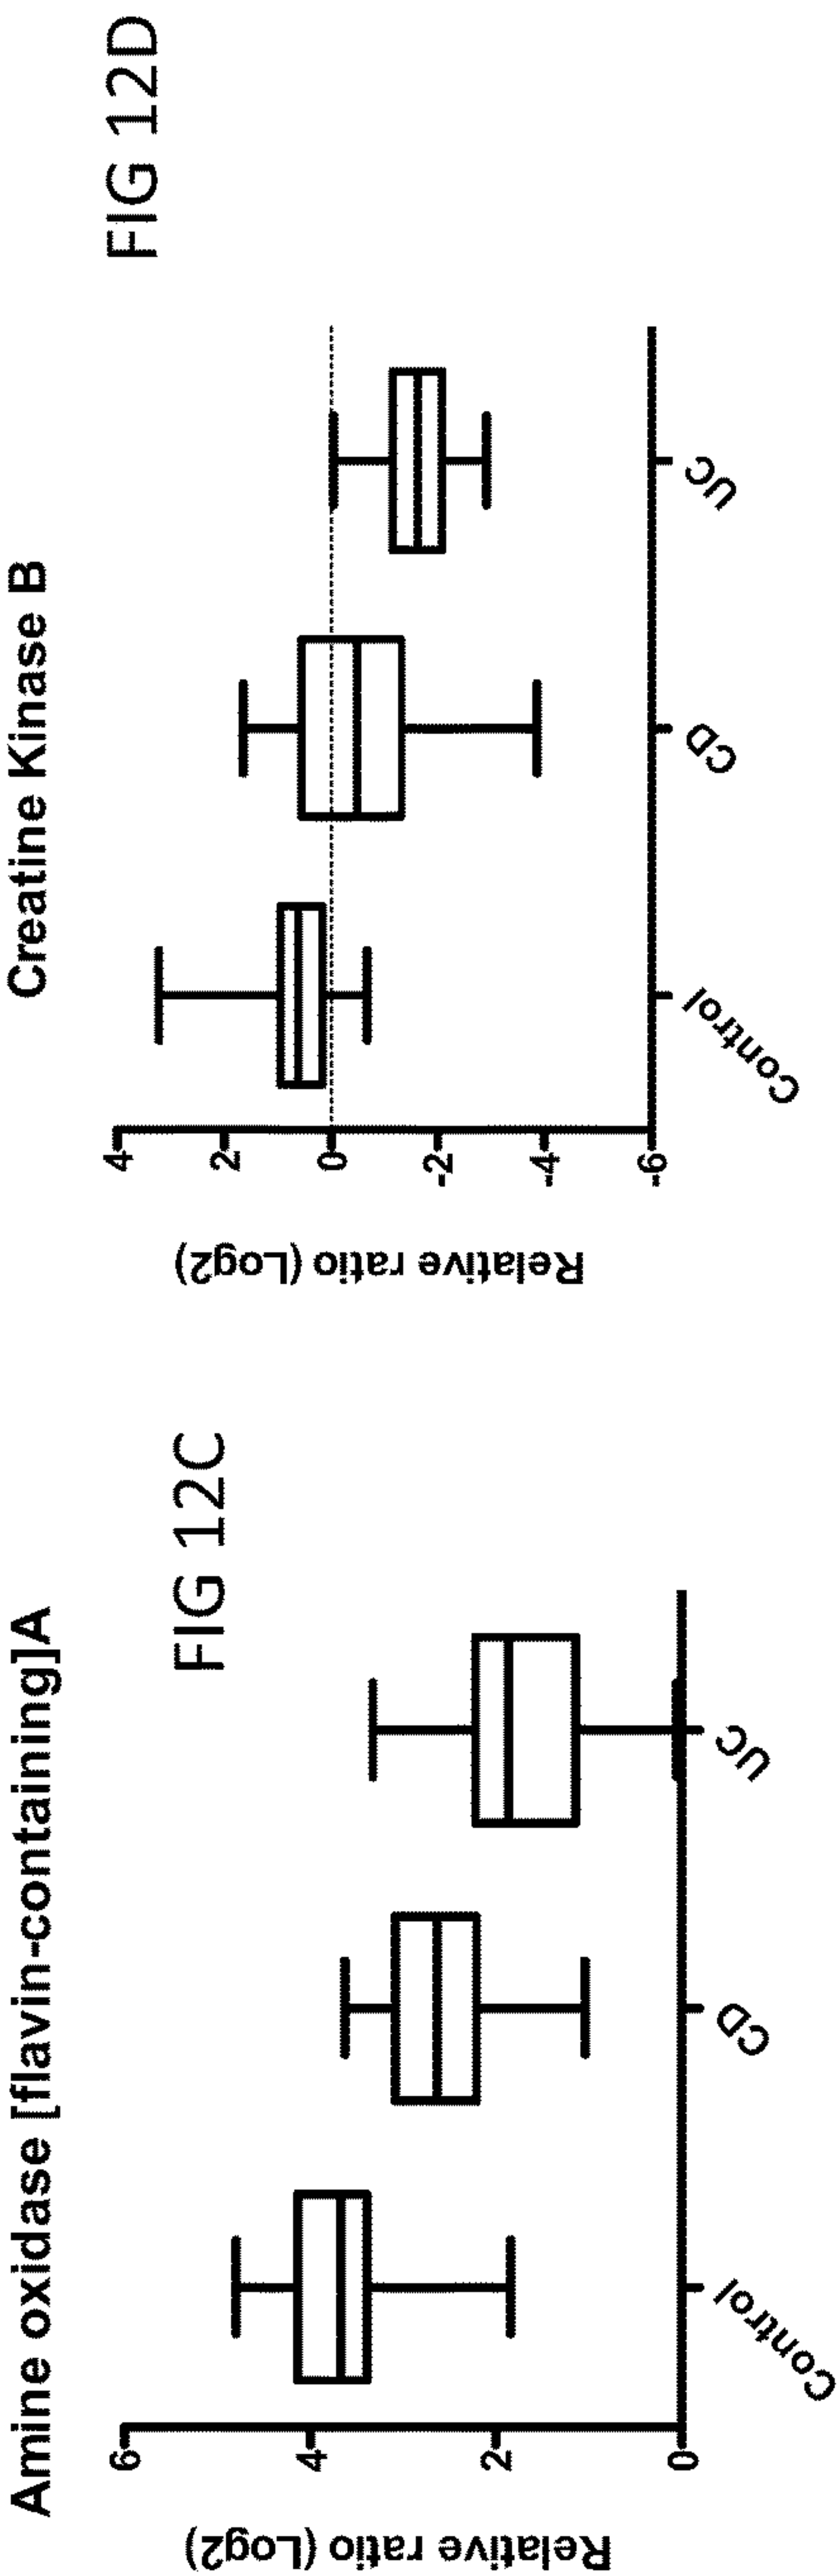 Amine oxidase [flavin-containing]A
FIG 12C
Relative ratio (Log2)
6
4
2
0
Control
CD
UC
Creatine Kinase B
FIG 12D
Relative ratio (Log2)
4
2
0
-2
-4
-6
Control
CD
UC